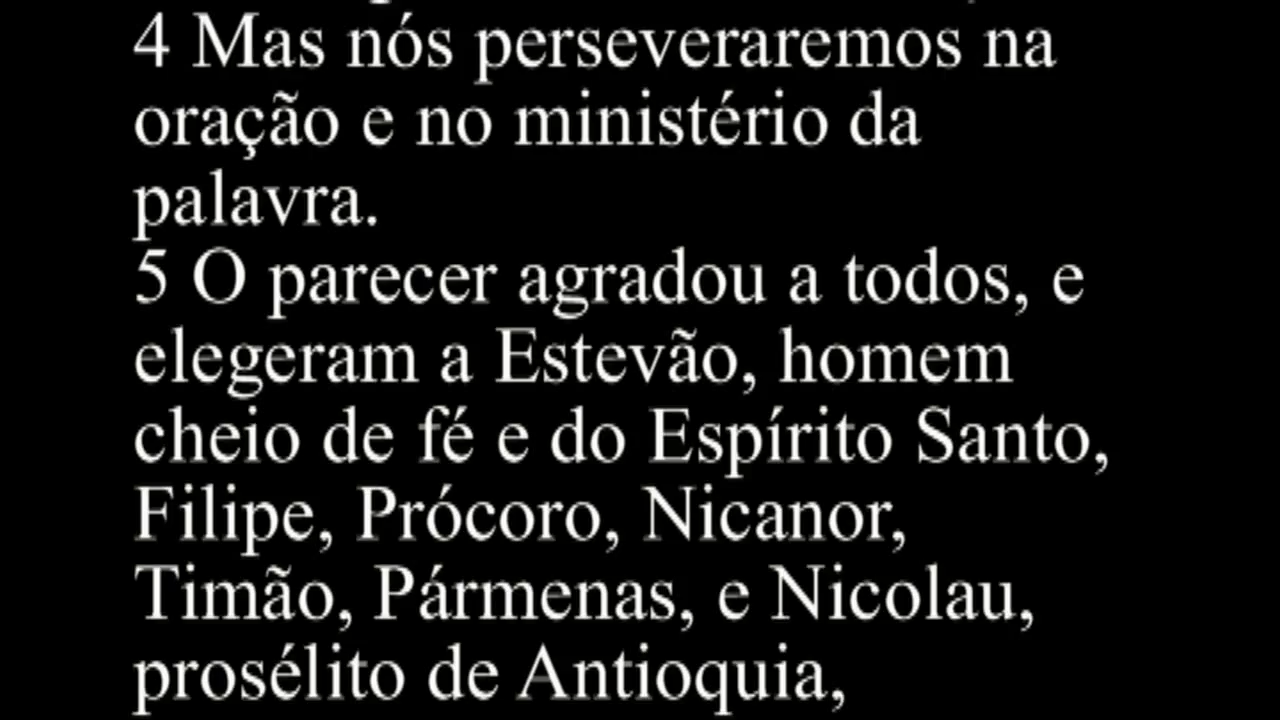 4 Mas nós perseveraremos na
oração e no ministério da
palavra.
5 O parecer agradou a todos, e
elegeram a Estevão, homem
cheio de fé e do Espírito Santo,
Filipe, Prócoro, Nicanor,
Timão, Pármenas, e Nicolau,
prosélito de Antioquia,